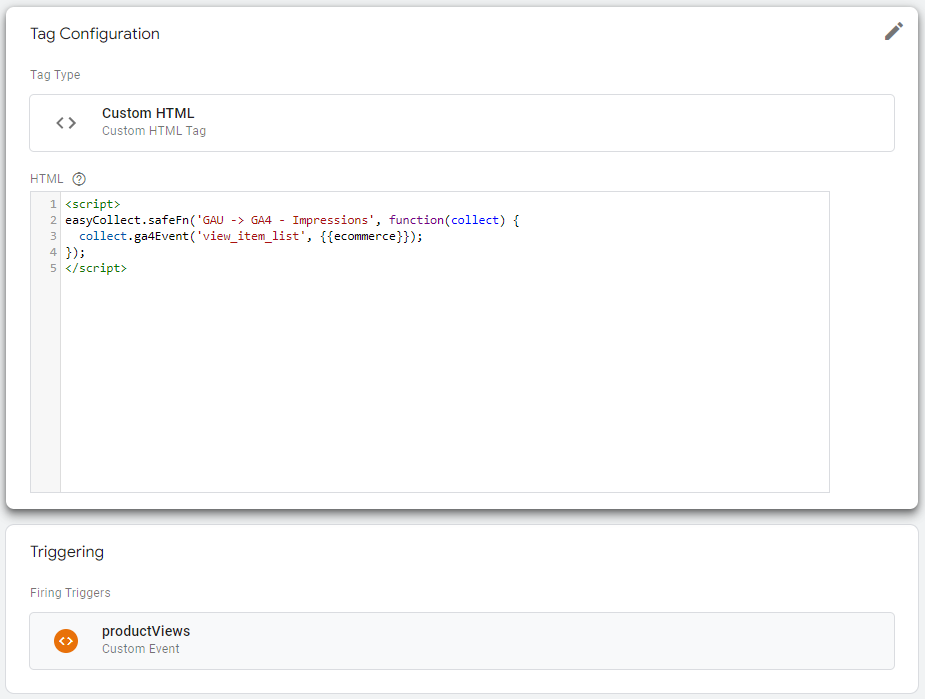 Tag Configuration
Tag Type
Custom HTML
Custom HTML Tag
HTML
1 <script>
2 easyCollect.safeFn('GAU -> GA4 - Impressions', function(collect) {
3   collect.ga4Event('view_item_list', {{ecommerce}});
4 });
5 </script>
Triggering
Firing Triggers
productViews
Custom Event